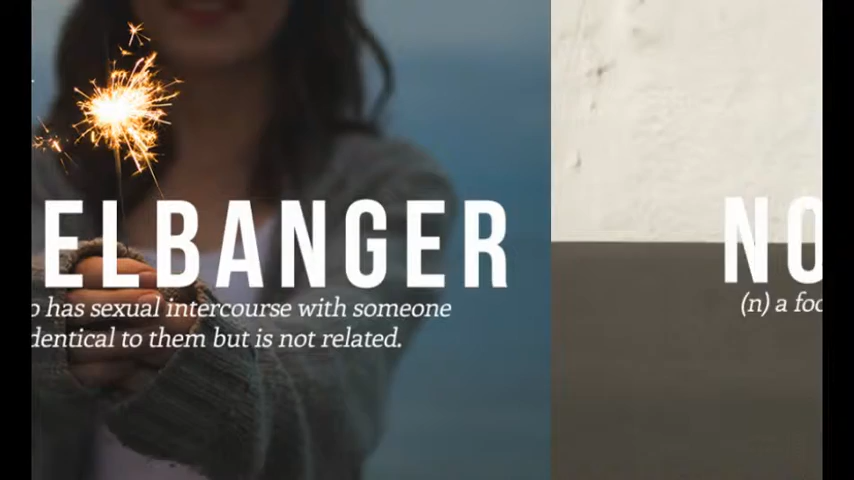 ELBANGER
o has sexual intercourse with someone
dentical to them but is not related.
NO
(n) a foo